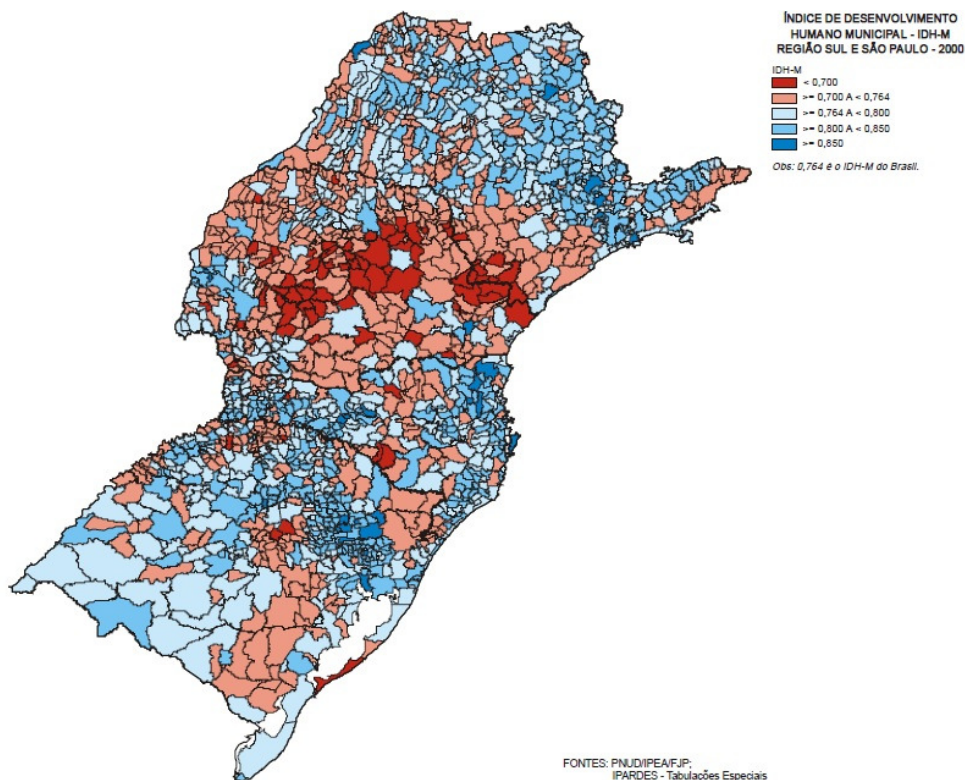 ÍNDICE DE DESENVOLVIMENTO
HUMANO MUNICIPAL - IDH-M
REGIÃO SUL E SÃO PAULO - 2000
IDH-M
< 0,700
>= 0,700 A < 0,764
>= 0,764 A < 0,800
>= 0,800 A < 0,850
>= 0,850
Obs: 0,764 é o IDH-M do Brasil.
FONTES: PNUD/IPEA/FJP;
IPARDES - Tabulações Especiais